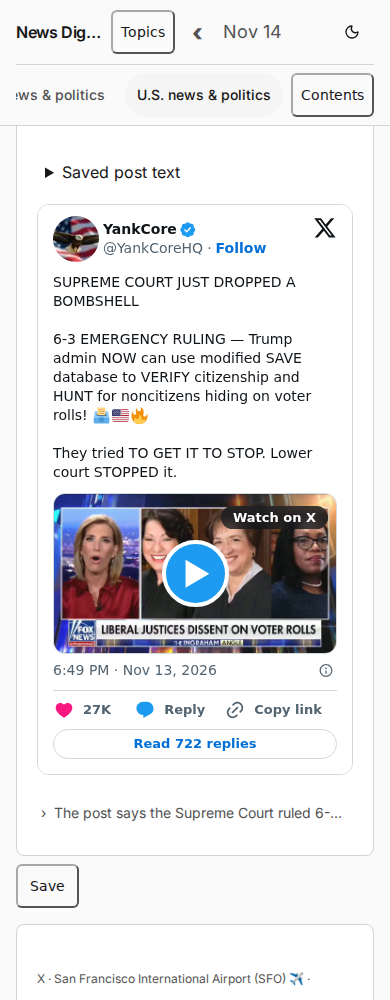 News Dig...
Topics
‹
Nov 14
ews & politics
U.S. news & politics
Contents
Saved post text
YankCore
@YankCoreHQ · Follow
SUPREME COURT JUST DROPPED A
BOMBSHELL
6-3 EMERGENCY RULING — Trump
admin NOW can use modified SAVE
database to VERIFY citizenship and
HUNT for noncitizens hiding on voter
rolls! 🗳️🇺🇸🔥
They tried TO GET IT TO STOP. Lower
court STOPPED it.
Watch on X
FOX
NEWS
LIBERAL JUSTICES DISSENT ON VOTER ROLLS
INGRAHAM ANGLE
6:49 PM · Nov 13, 2026
27K
Reply
Copy link
Read 722 replies
› The post says the Supreme Court ruled 6-...
Save
X · San Francisco International Airport (SFO) ✈️ ·